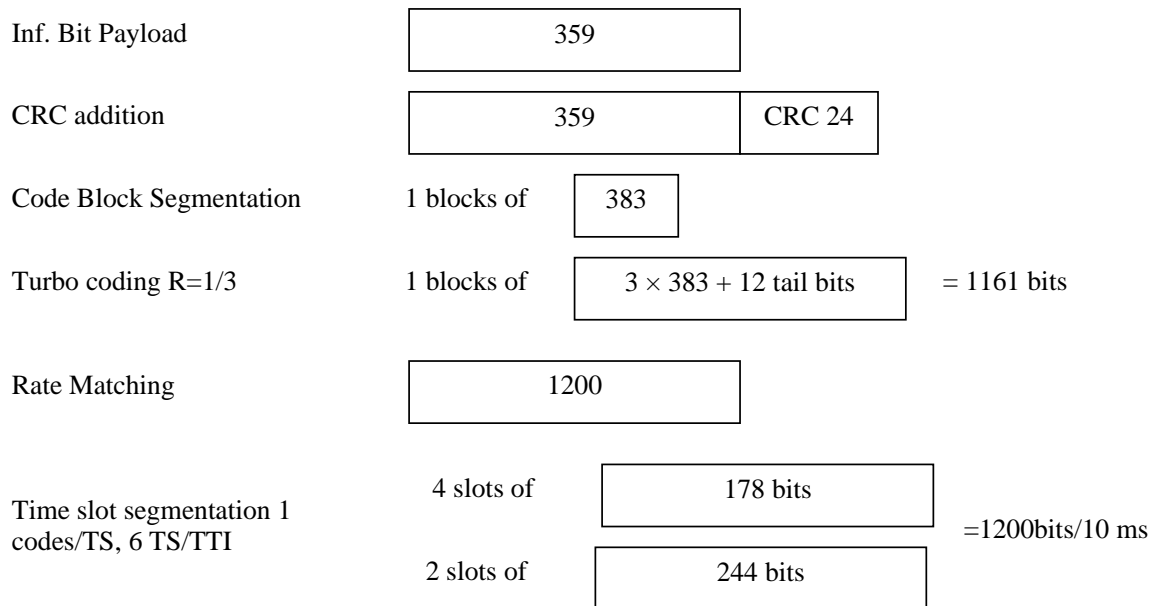 Inf. Bit Payload
359
CRC addition
359 CRC 24
Code Block Segmentation 1 blocks of 383
Turbo coding R=1/3 1 blocks of 3 × 383 + 12 tail bits = 1161 bits
Rate Matching 1200
4 slots of 178 bits
Time slot segmentation 1
codes/TS, 6 TS/TTI
=1200bits/10 ms
2 slots of 244 bits